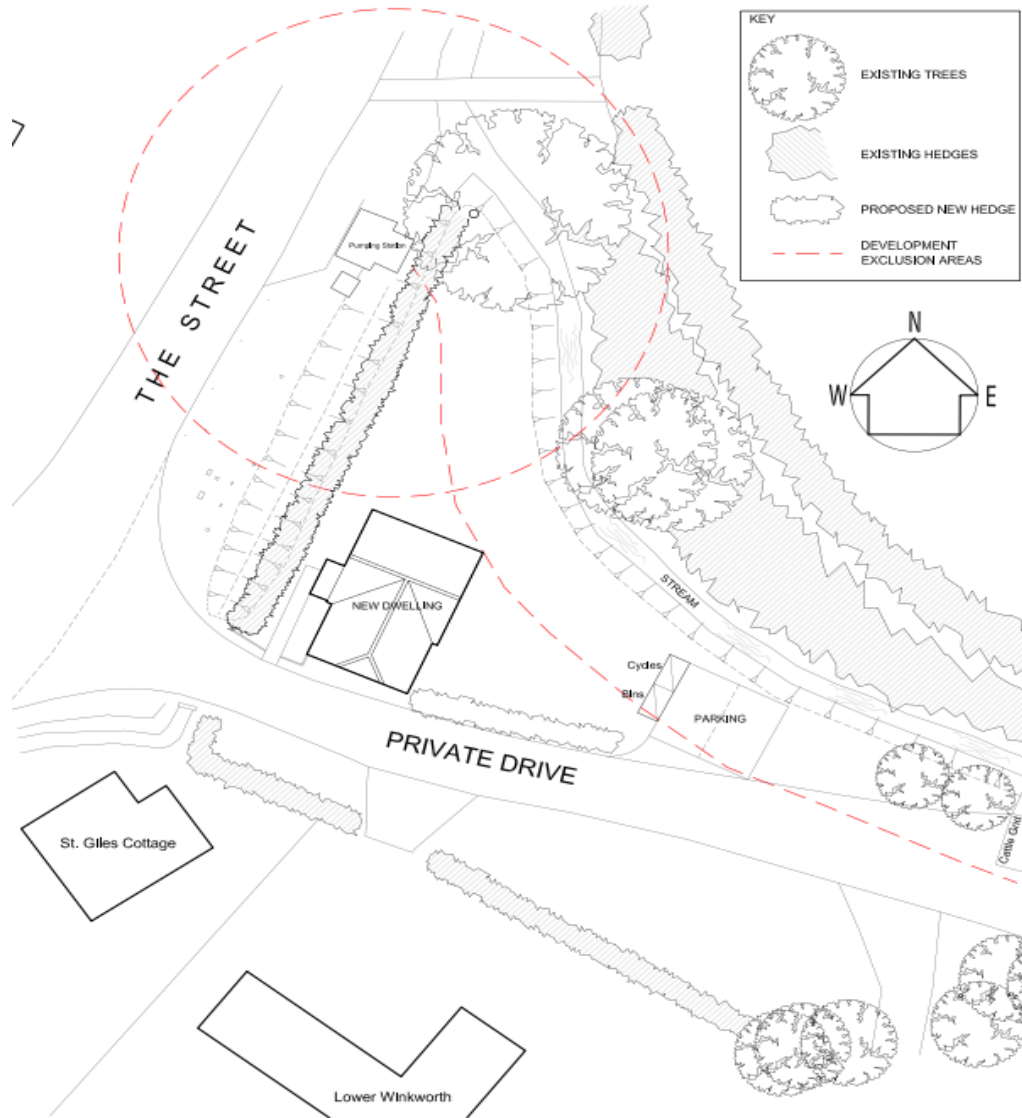 KEY
EXISTING TREES
EXISTING HEDGES
PROPOSED NEW HEDGE
DEVELOPMENT
EXCLUSION AREAS
N
W
E
THE STREET
Pumping Station
NEW DWELLING
STREAM
Cycles
Bins
PARKING
PRIVATE DRIVE
St. Giles Cottage
Cattle Grid
Lower Winkworth